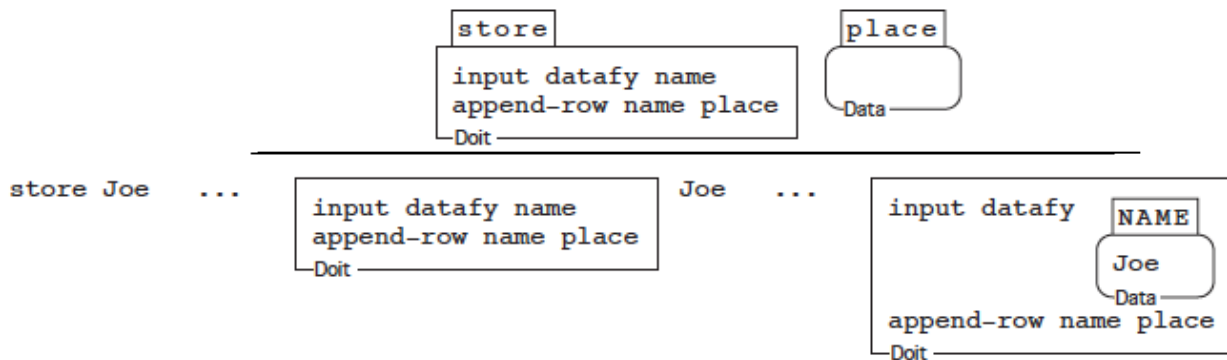 store
place
input datafy name
append-row name place
Doit
Data
store Joe ...
input datafy name
append-row name place
Doit
Joe ...
input datafy
NAME
Joe
Data
append-row name place
Doit